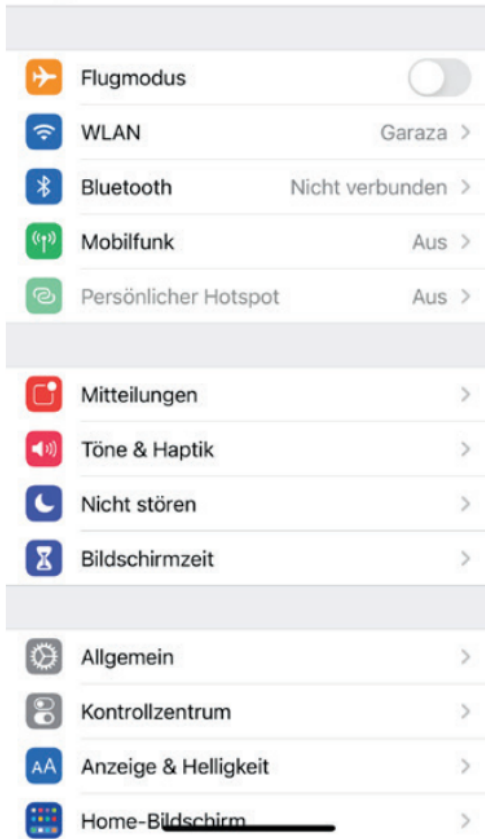 Flugmodus
WLAN Garaza
Bluetooth Nicht verbunden
Mobilfunk Aus
Persönlicher Hotspot Aus
Mitteilungen
Töne & Haptik
Nicht stören
Bildschirmzeit
Allgemein
Kontrollzentrum
AA Anzeige & Helligkeit
Home-Bildschirm